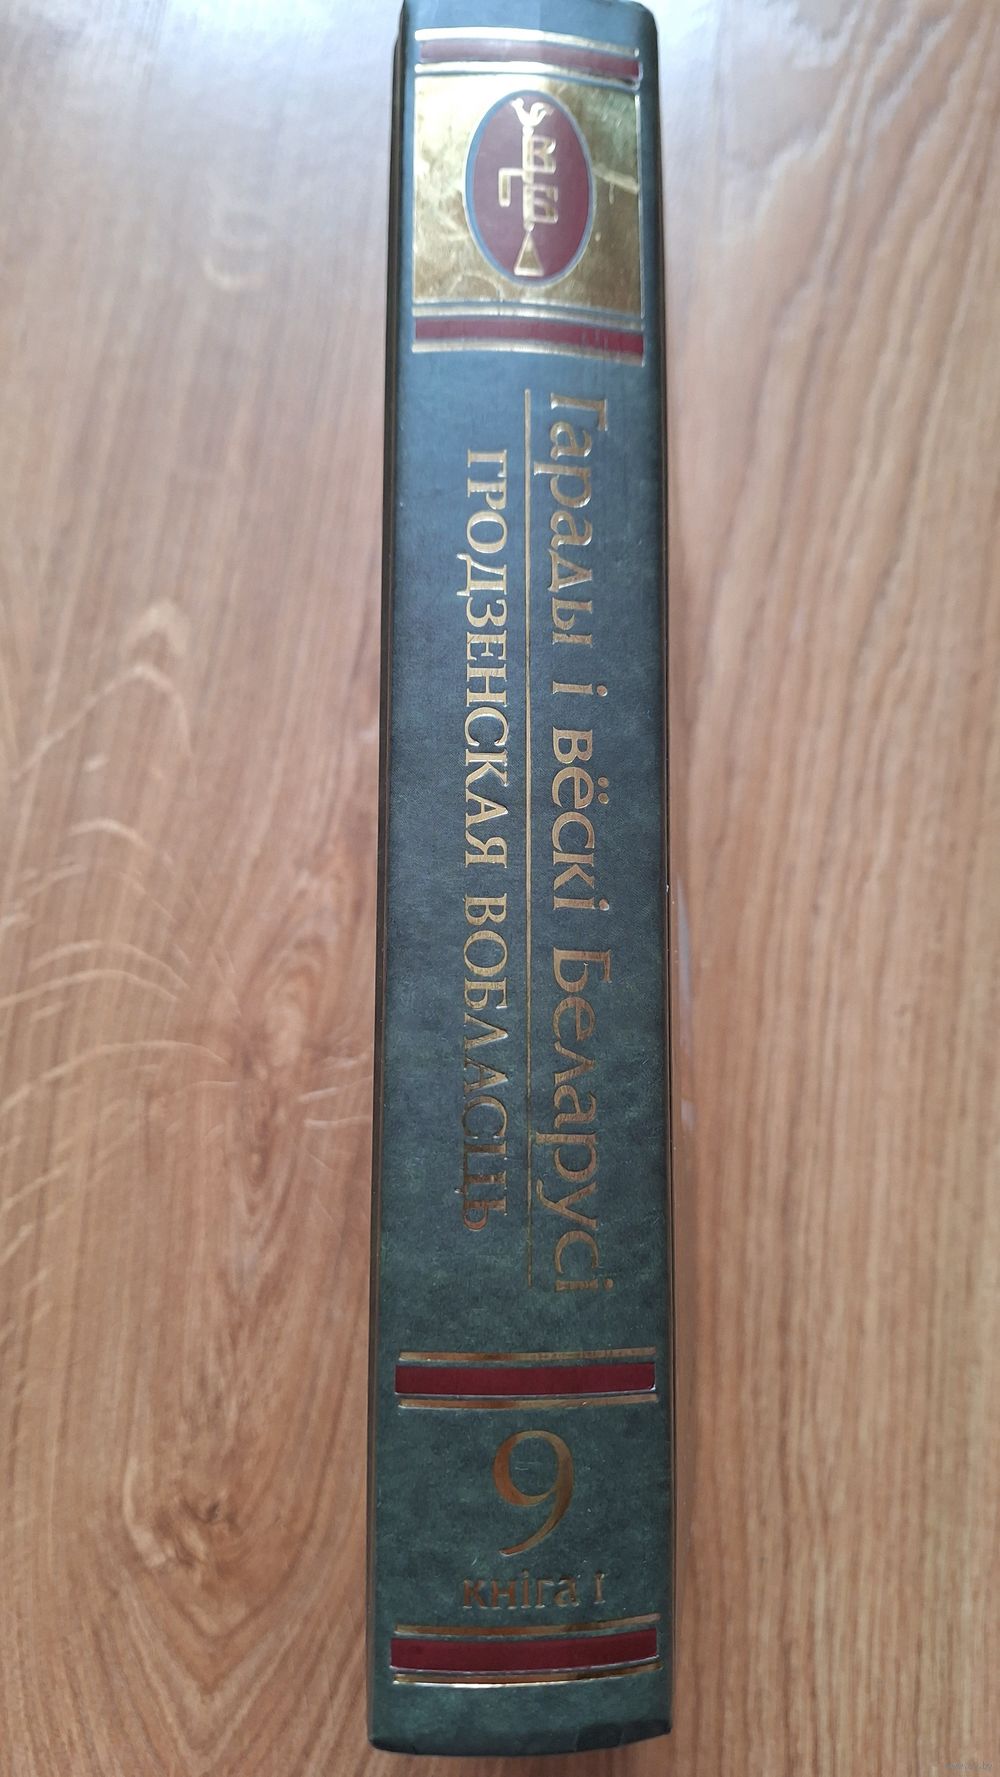 Гарады і вёскі Беларусі
ГРОДЗЕНСКАЯ ВОБЛАСЦЬ
9
кніга I